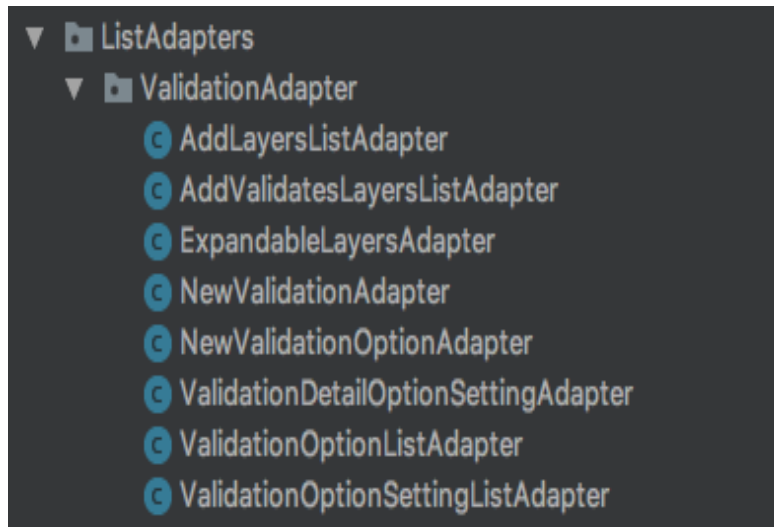 ListAdapters
ValidationAdapter
AddLayersListAdapter
AddValidatesLayersListAdapter
ExpandableLayersAdapter
NewValidationAdapter
NewValidationOptionAdapter
ValidationDetailOptionSettingAdapter
ValidationOptionListAdapter
ValidationOptionSettingListAdapter